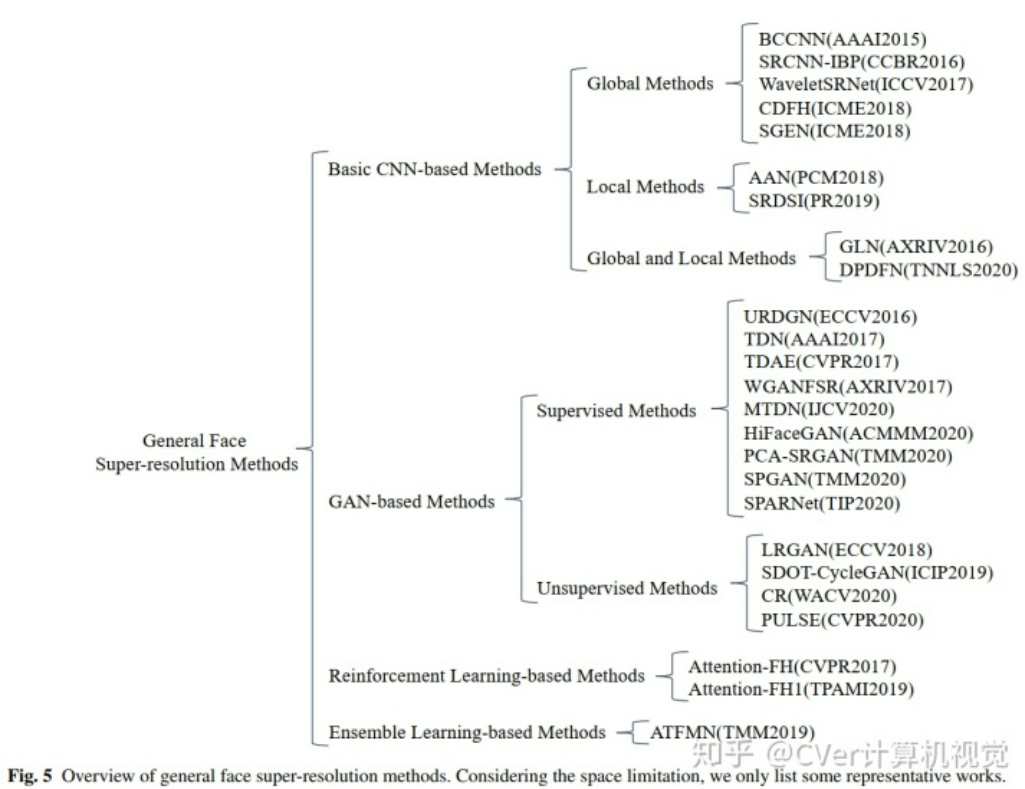 General Face
Super-resolution Methods
Basic CNN-based Methods
Global Methods
BCCNN(AAAI2015)
SRCNN-IBP(CCBR2016)
WaveletSRNet(ICCV2017)
CDFH(ICME2018)
SGEN(ICME2018)
Local Methods
AAN(PCM2018)
SRDSI(PR2019)
Global and Local Methods
GLN(AXRIV2016)
DPDFN(TNNLS2020)
GAN-based Methods
Supervised Methods
URDGN(ECCV2016)
TDN(AAAI2017)
TDAE(CVPR2017)
WGANFSR(AXRIV2017)
MTDN(IJCV2020)
HiFaceGAN(ACMMM2020)
PCA-SRGAN(TMM2020)
SPGAN(TMM2020)
SPARNet(TIP2020)
Unsupervised Methods
LRGAN(ECCV2018)
SDOT-CycleGAN(ICIP2019)
CR(WACV2020)
PULSE(CVPR2020)
Reinforcement Learning-based Methods
Attention-FH(CVPR2017)
Attention-FH1(TPAMI2019)
Ensemble Learning-based Methods
ATFMN(TMM2019)
知乎 @CVer计算机视觉
Fig. 5 Overview of general face super-resolution methods. Considering the space limitation, we only list some representative works.